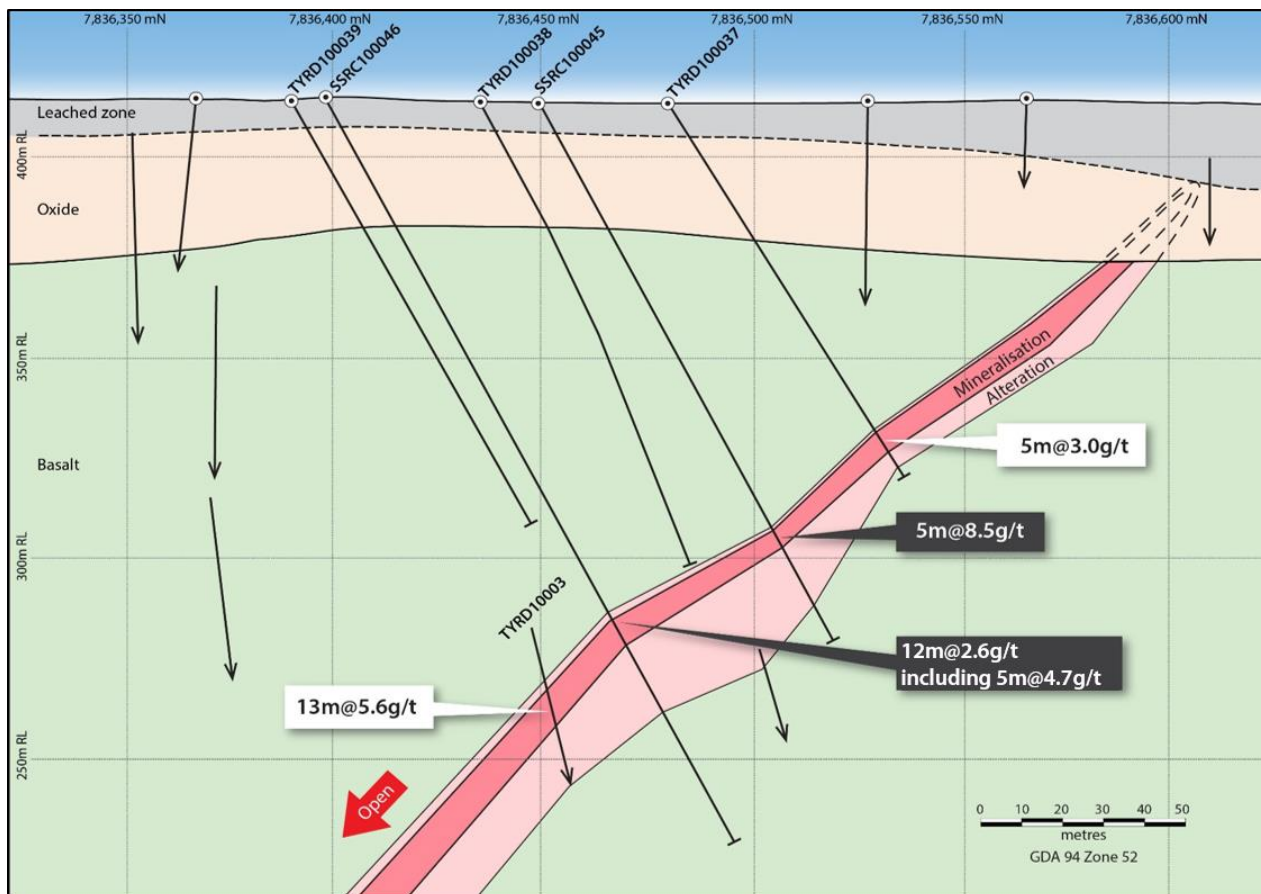 7,836,350 mN
7,836,400 mN
7,836,450 mN
7,836,500 mN
7,836,550 mN
7,836,600 mN
TYRD100039
SSRC100046
TYRD100038
SSRC100045
TYRD100037
Leached zone
400m RL
Oxide
350m RL
Mineralisation
Alteration
5m@3.0g/t
Basalt
5m@8.5g/t
300m RL
TYRD10003
12m@2.6g/t
including 5m@4.7g/t
13m@5.6g/t
250m RL
Open
0 10 20 30 40 50
metres
GDA 94 Zone 52